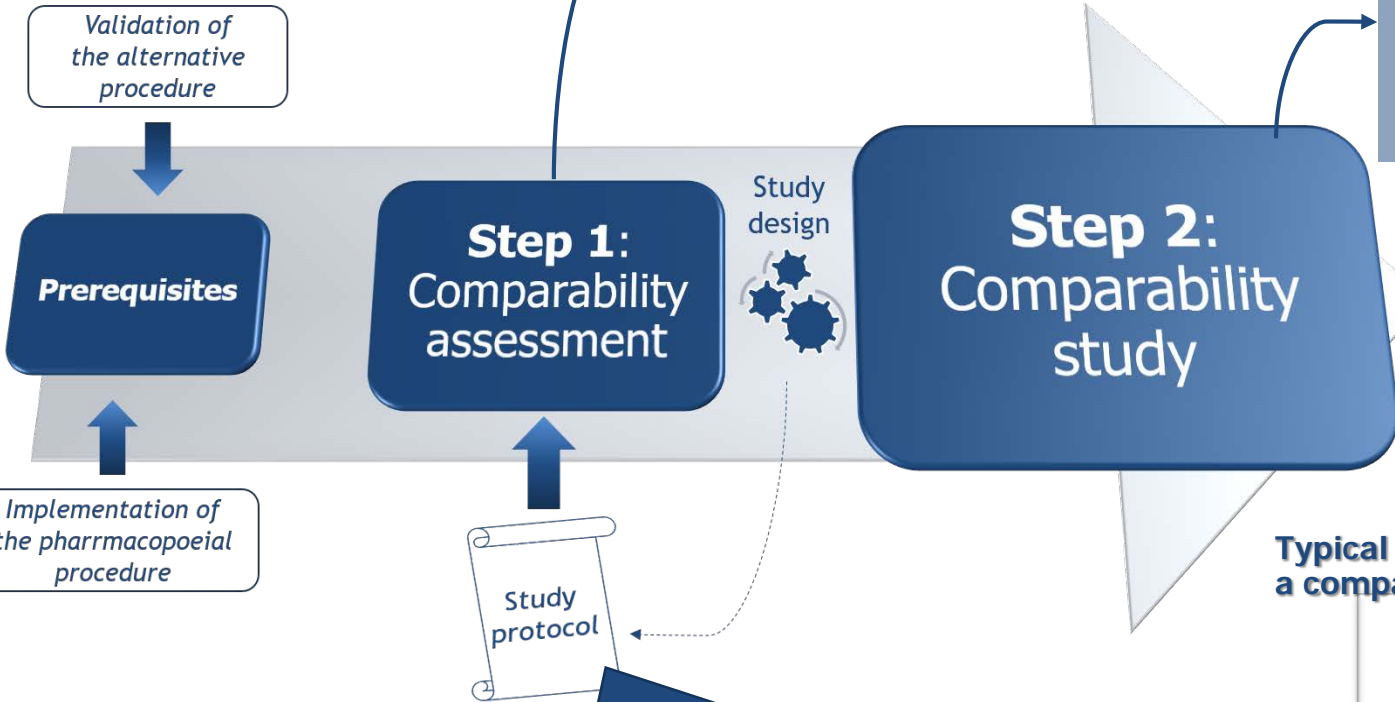 Validation of
the alternative
procedure
Prerequisites
Implementation of
the pharrmacopoeial
procedure
Step 1:
Comparability
assessment
Study
protocol
Study
design
Step 2:
Comparability
study
Typical
a compa